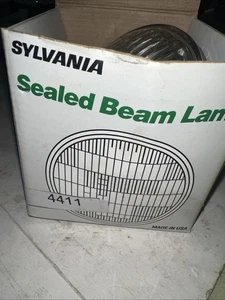 SYLVANIA
Sealed Beam Lam
4411
MADE IN USA